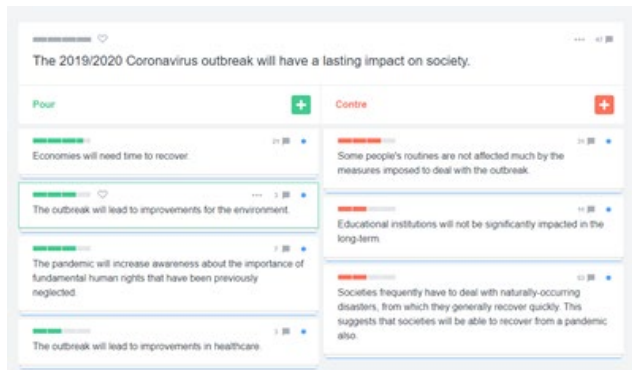 The 2019/2020 Coronavirus outbreak will have a lasting impact on society.
Pour
Economies will need time to recover.
The outbreak will lead to improvements for the environment.
The pandemic will increase awareness about the importance of
fundamental human rights that have been previously
neglected.
The outbreak will lead to improvements in healthcare.
Contre
Some people's routines are not affected much by the
measures imposed to deal with the outbreak.
Educational institutions will not be significantly impacted in the
long-term.
Societies frequently have to deal with naturally-occurring
disasters, from which they generally recover quickly. This
suggests that societies will be able to recover from a pandemic
also.